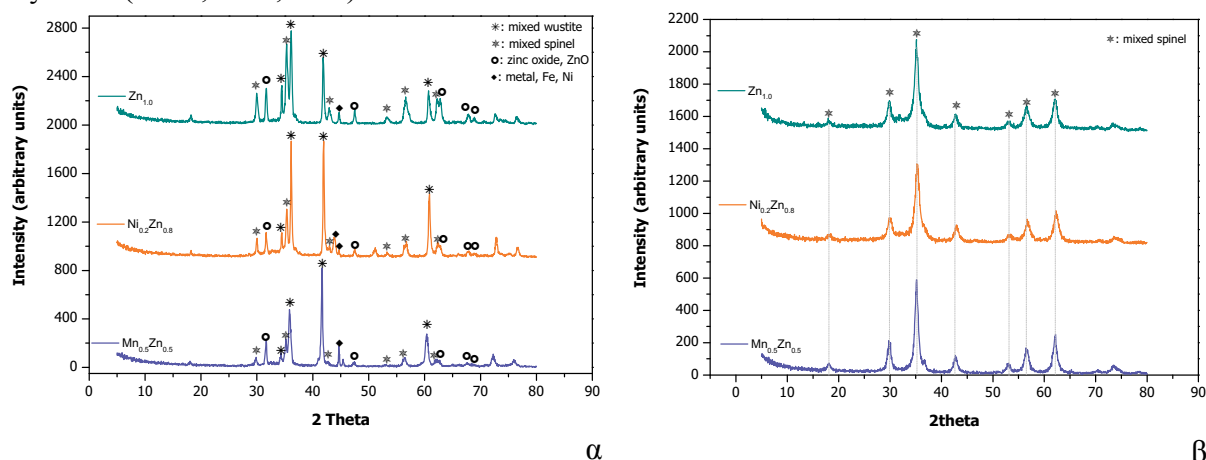 2800
2400
2000
1600
1200
800
400
0
Intensity (arbitrary units)
Zn1.0
Ni0.2Zn0.8
Mn0.5Zn0.5
✳: mixed wustite
✶: mixed spinel
o: zinc oxide, ZnO
◆: metal, Fe, Ni
0 10 20 30 40 50 60 70 80 90
2 Theta
α
2200
2000
1800
1600
1400
1200
1000
800
600
400
200
0
Intensity (arbitrary units)
✶: mixed spinel
Zn1.0
Ni0.2Zn0.8
Mn0.5Zn0.5
0 10 20 30 40 50 60 70 80 90
2theta
β